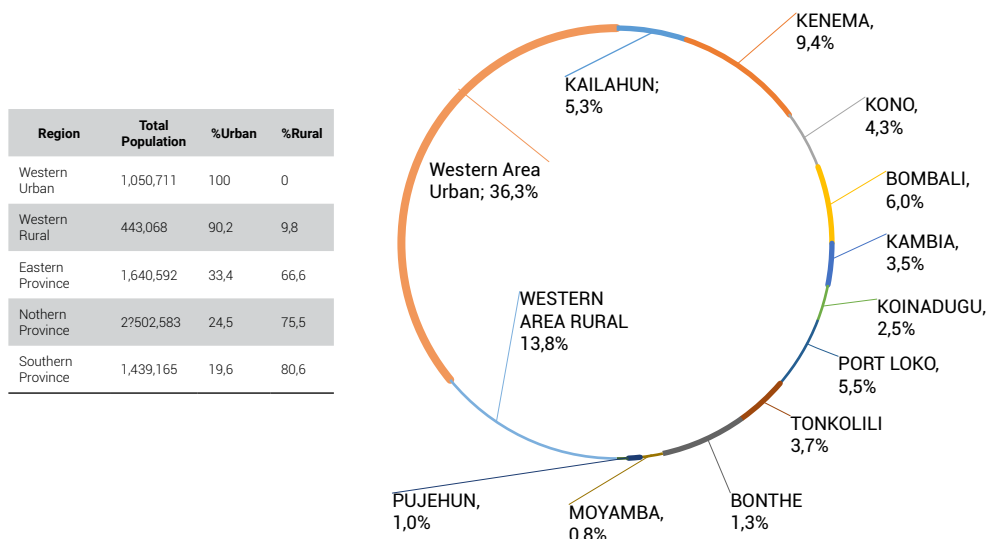 Region Total Population %Urban %Rural
Western Urban 1,050,711 100 0
Western Rural 443,068 90,2 9,8
Eastern Province 1,640,592 33,4 66,6
Nothern Province 2?502,583 24,5 75,5
Southern Province 1,439,165 19,6 80,6
KENEMA,
9,4%
KAILAHUN;
5,3%
KONO,
4,3%
Western Area
Urban; 36,3%
BOMBALI,
6,0%
KAMBIA,
3,5%
WESTERN
AREA RURAL
13,8%
KOINADUGU,
2,5%
PORT LOKO,
5,5%
TONKOLILI
3,7%
PUJEHUN,
1,0%
MOYAMBA,
0,8%
BONTHE
1,3%